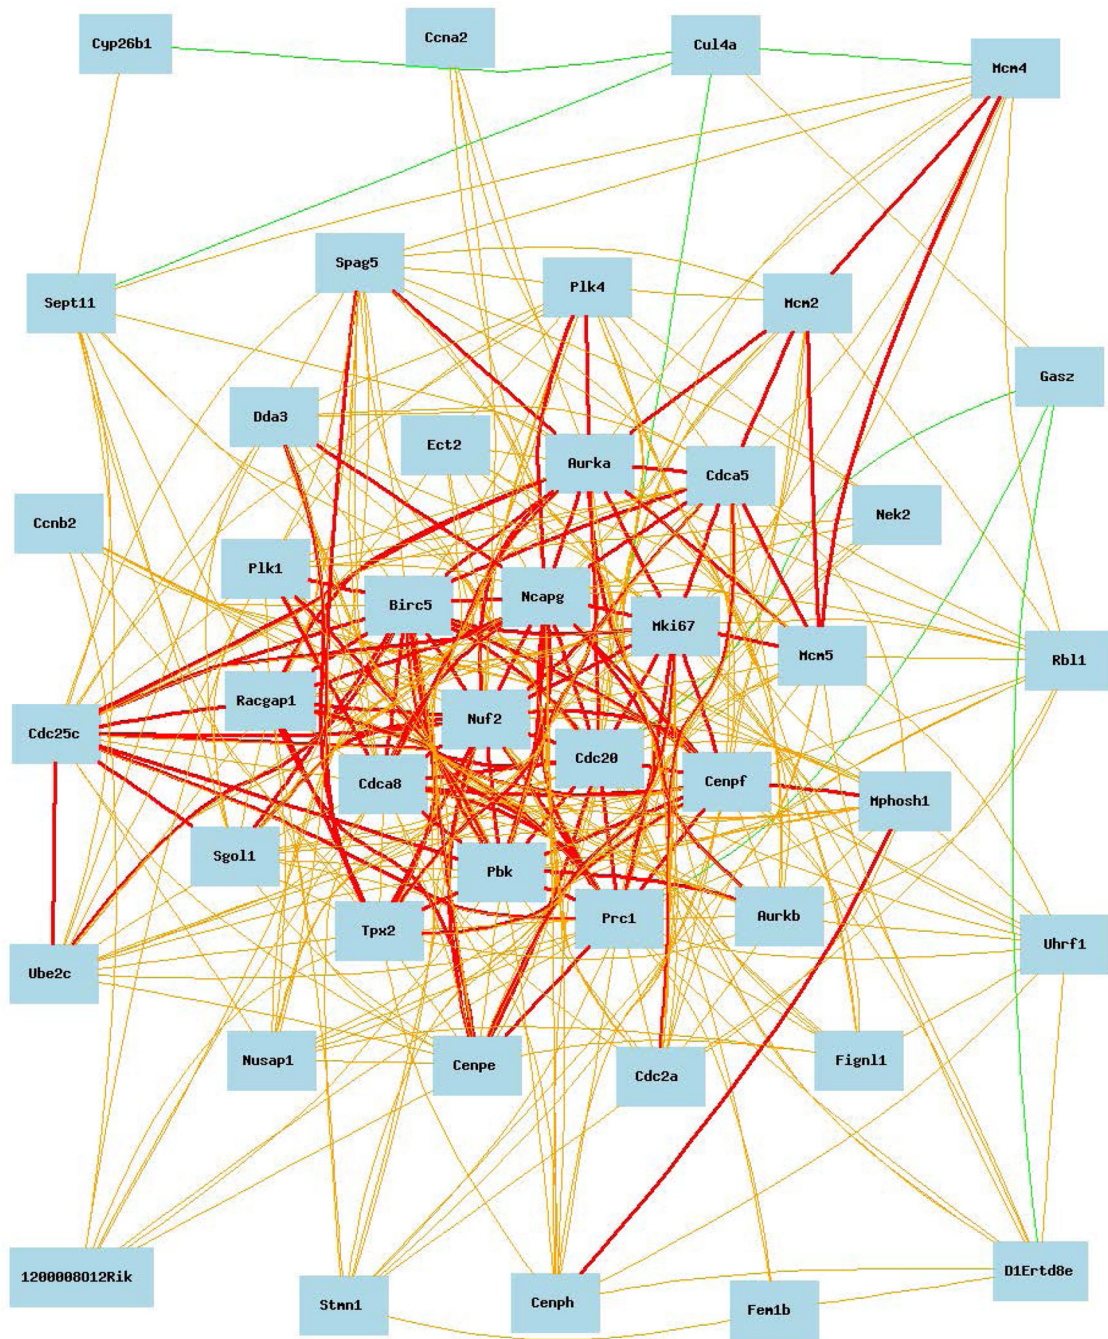 Cyp26b1
Ccna2
Cul4a
Mcm4
Spag5
Plk4
Mcm2
Sept11
Gasz
Dda3
Ect2
Aurka
Cdca5
Nek2
Ccnb2
Plk1
Birc5
Ncapg
Mki67
Mcm5
Rbl1
Racgap1
Nuf2
Cdc25c
Cdc20
Cdca8
Cenpf
Mphosh1
Sgol1
Pbk
Prc1
Aurkb
Tpx2
Uhrf1
Ube2c
Nusap1
Cenpe
Cdc2a
Fignl1
1200008O12Rik
Stmn1
Cenph
Fem1b
D1Ertd8e